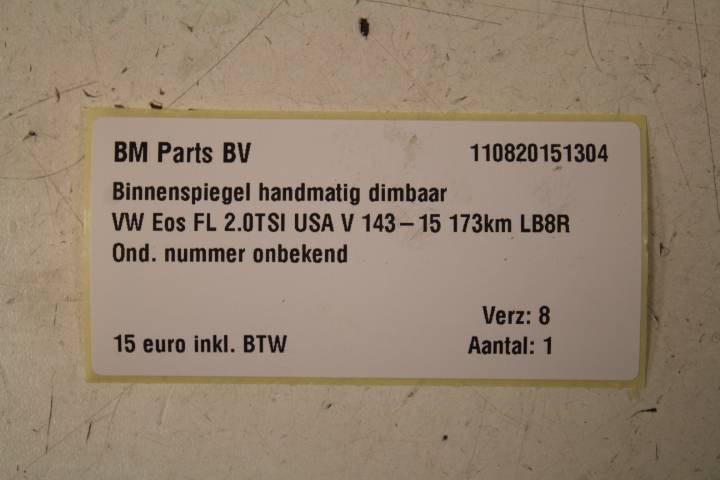 BM Parts BV 110820151304
Binnenspiegel handmatig dimbaar
VW Eos FL 2.0TSI USA V 143-15 173km LB8R
Ond. nummer onbekend
Verz: 8
15 euro inkl. BTW Aantal: 1